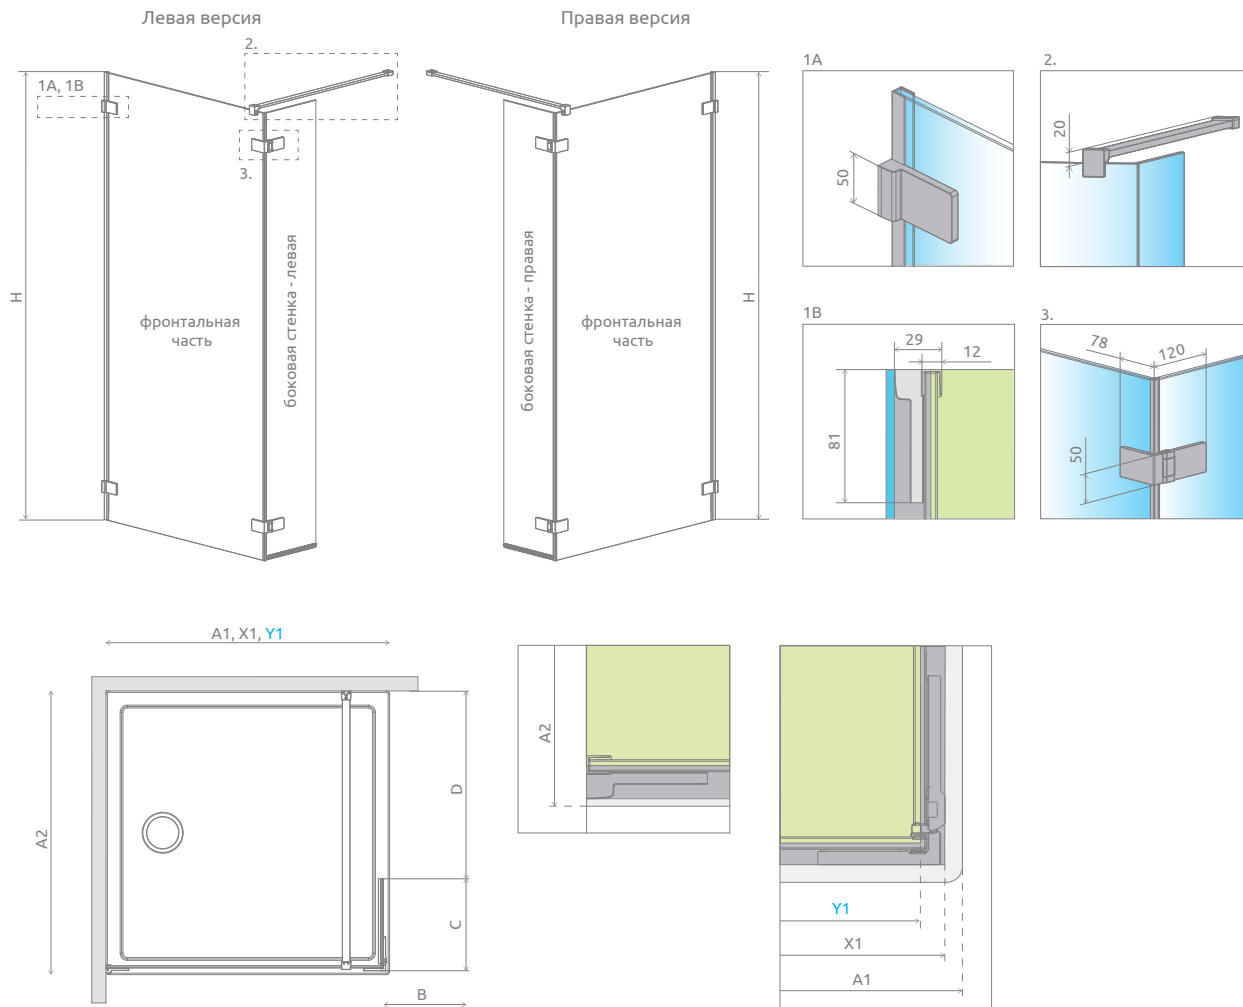 Левая версия
Правая версия
2.
1A, 1B
3.
H
фронтальная
часть
боковая стенка - левая
боковая стенка - правая
фронтальная
часть
H
1A
50
2.
20
1B
29
12
81
3.
78
120
50
A1, X1, Y1
A2
D
C
B
A2
Y1
X1
A1